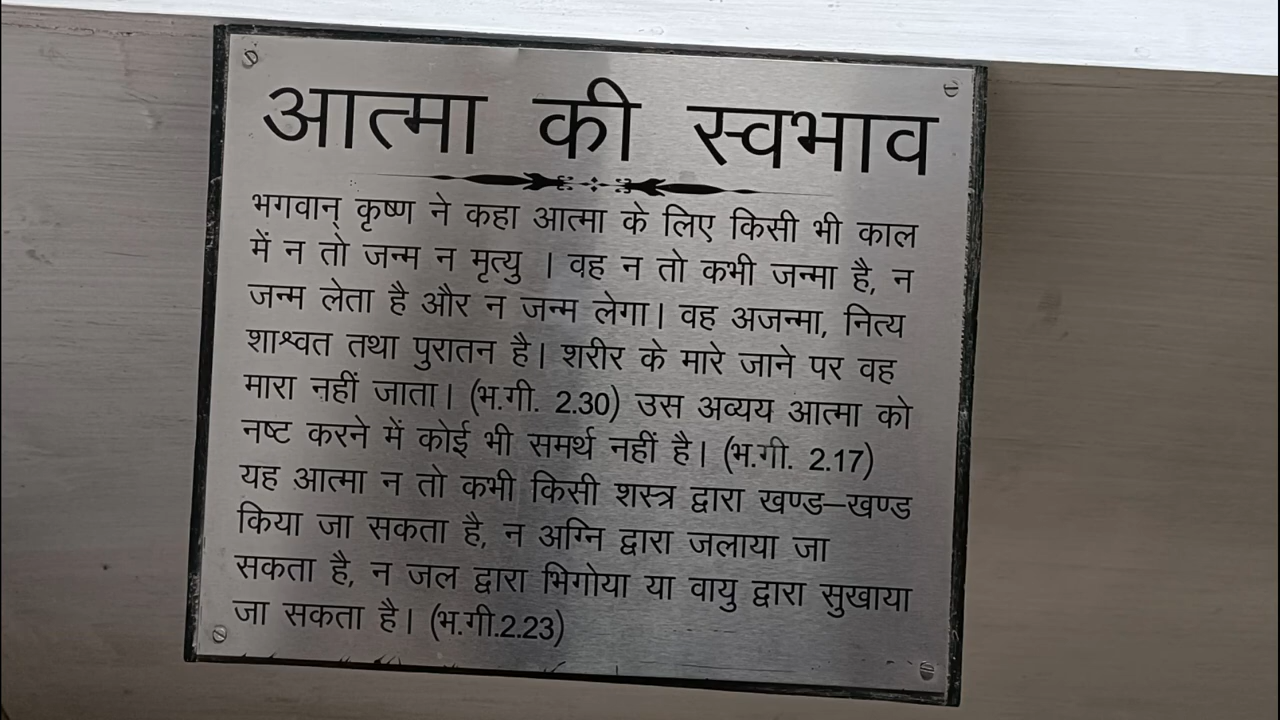 आत्मा की स्वभाव
भगवान् कृष्ण ने कहा आत्मा के लिए किसी भी काल
में न तो जन्म न मृत्यु । वह न तो कभी जन्मा है, न
जन्म लेता है और न जन्म लेगा। वह अजन्मा, नित्य
शाश्वत तथा पुरातन है। शरीर के मारे जाने पर वह
मारा नहीं जाता। (भ.गी. 2.30) उस अव्यय आत्मा को
नष्ट करने में कोई भी समर्थ नहीं है। (भ.गी. 2.17)
यह आत्मा न तो कभी किसी शस्त्र द्वारा खण्ड–खण्ड
किया जा सकता है, न अग्नि द्वारा जलाया जा
सकता है, न जल द्वारा भिगोया या वायु द्वारा सुखाया
जा सकता है। (भ.गी.2.23)